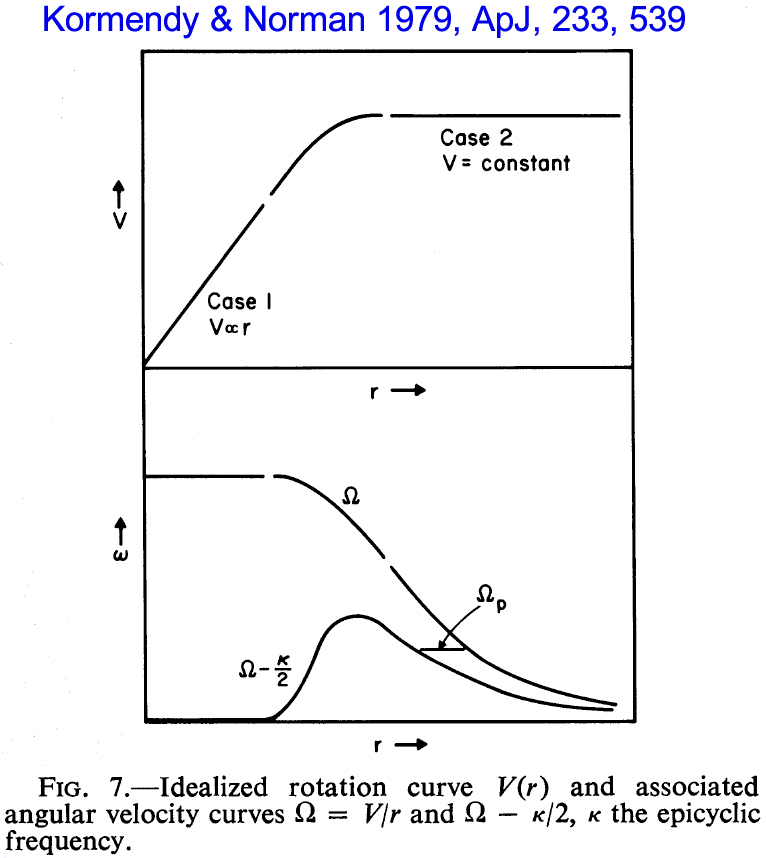 Kormendy & Norman 1979, ApJ, 233, 539
Case 2
V = constant
V
Case 1
V∝r
r
Ω
ω
Ωp
Ω-κ/2
r
FIG. 7.—Idealized rotation curve V(r) and associated
angular velocity curves Ω = V/r and Ω − κ/2, κ the epicyclic
frequency.